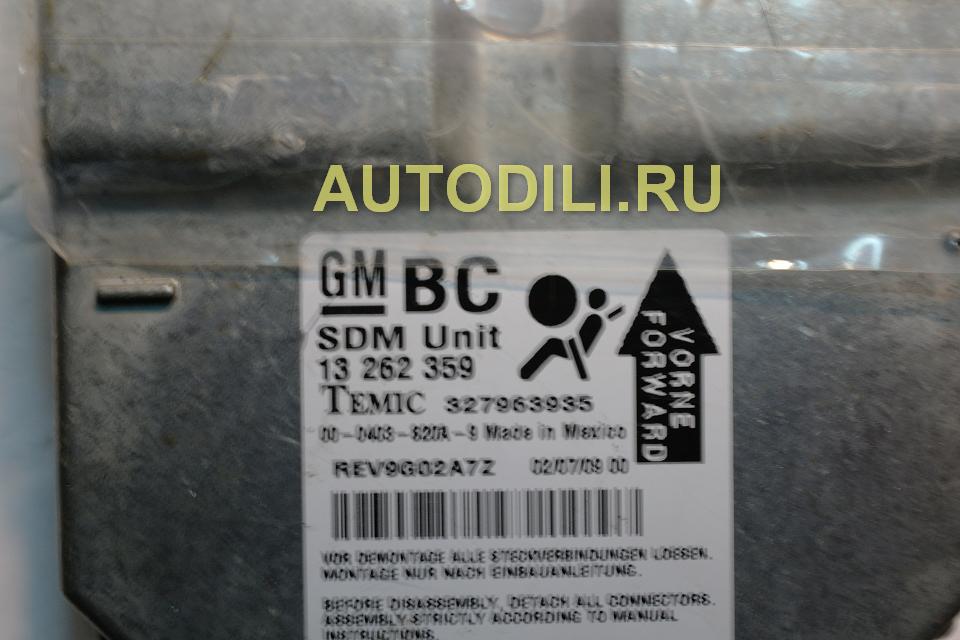 AUTODILI.RU
GM BC
SDM Unit
13 262 359
TEMIC 327963935
00-0403-820A-9 Made in Mexico
REV9G02A7Z 02/07/09 00
VORNE
FORWARD
VOR DEMONTAGE ALLE STECKVERBINDUNGEN LOESEN.
MONTAGE NUR NACH EINBAUANLEITUNG.
BEFORE DISASSEMBLY, DETACH ALL CONNECTORS.
ASSEMBLY STRICTLY ACCORDING TO MANUAL
INSTRUCTIONS.